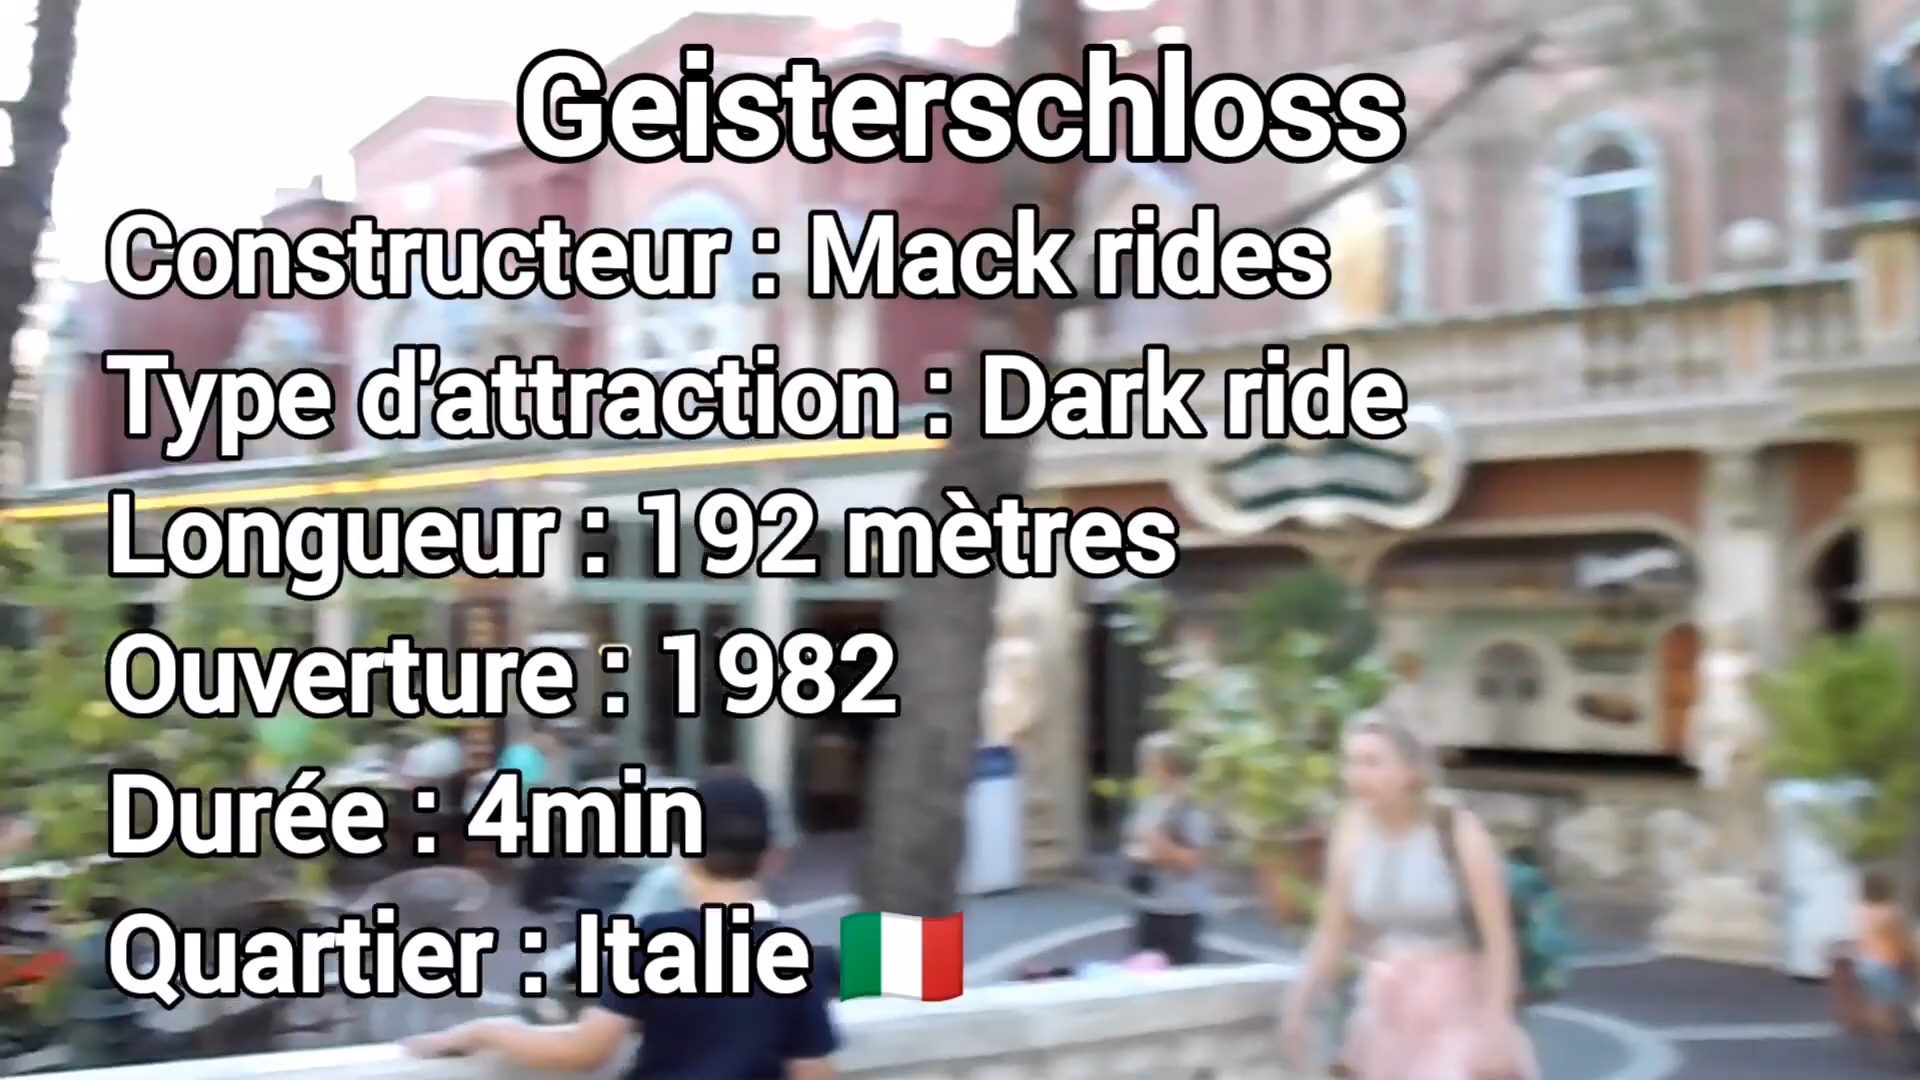 Geisterschloss
Constructeur : Mack rides
Type d'attraction : Dark ride
Longueur : 192 mètres
Ouverture : 1982
Durée : 4min
Quartier : Italie 🇮🇹